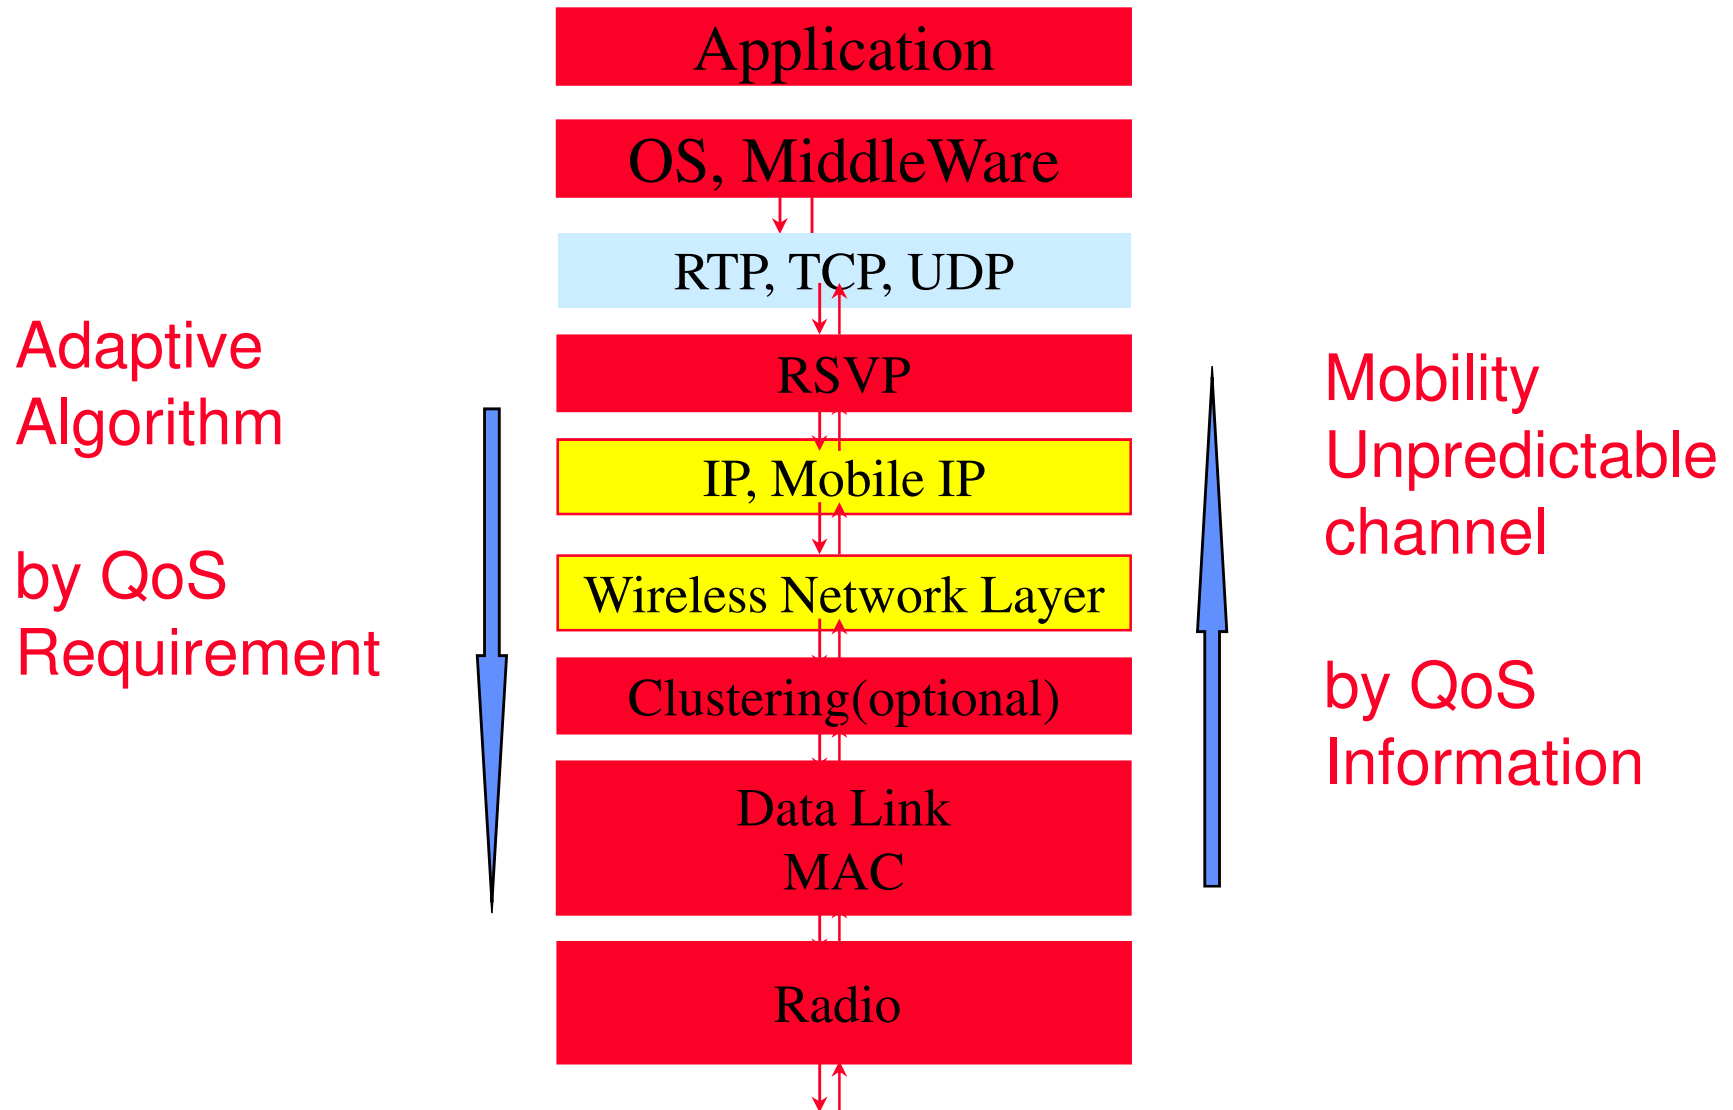 Application
OS, MiddleWare
RTP, TCP, UDP
RSVP
IP, Mobile IP
Wireless Network Layer
Clustering(optional)
Data Link
MAC
Radio
Adaptive
Algorithm
by QoS
Requirement
Mobility
Unpredictable
channel
by QoS
Information